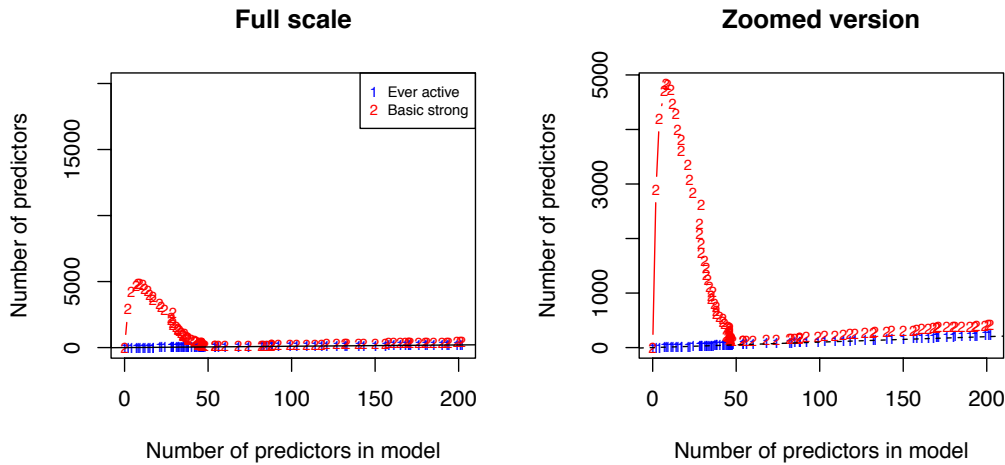 Full scale
Number of predictors
15000
5000
0
1 Ever active
2 Basic strong
0 50 100 150 200
Number of predictors in model
Zoomed version
Number of predictors
5000
3000
1000
0
0 50 100 150 200
Number of predictors in model